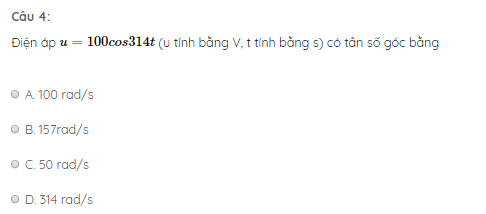 Câu 4:
Điện áp u = 100cos314t (u tính bằng V, t tính bằng s) có tân số góc bằng
A. 100 rad/s
B. 157rad/s
C. 50 rad/s
D. 314 rad/s